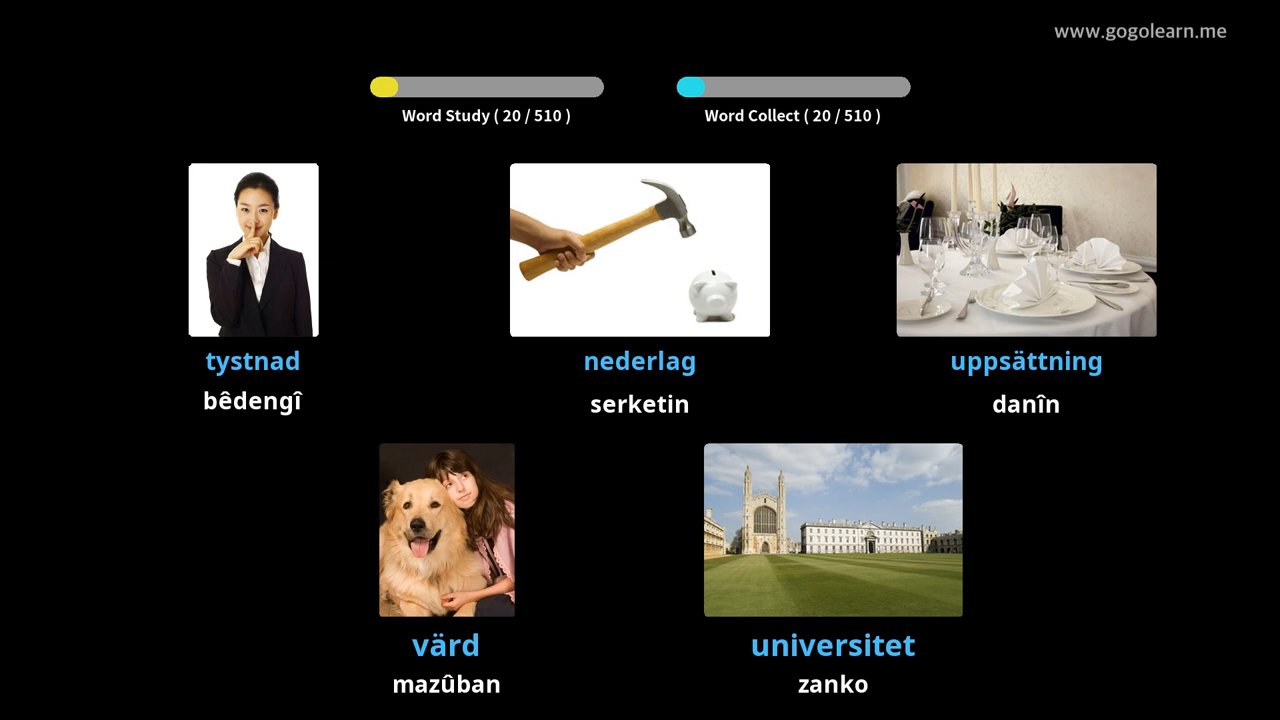 www.gogolearn.me
Word Study ( 20 / 510 )
Word Collect ( 20 / 510 )
tystnad
bêdengî
nederlag
serketin
uppsättning
danîn
värd
mazûban
universitet
zanko